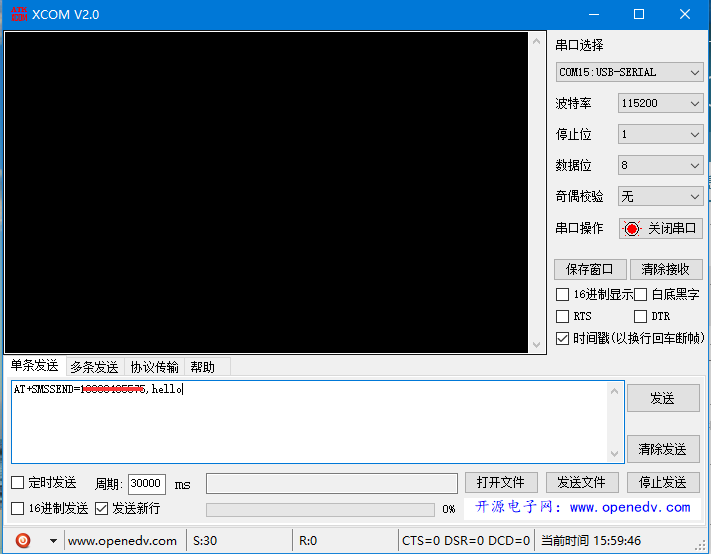 XCOM V2.0
串口选择
COM15:USB-SERIAL
波特率 115200
停止位 1
数据位 8
奇偶校验 无
串口操作 关闭串口
保存窗口 清除接收
16进制显示 白底黑字
RTS DTR
时间戳(以换行回车断帧)
单条发送 多条发送 协议传输 帮助
AT+SMSSEND= ,hello
发送
清除发送
定时发送 周期: 30000 ms 打开文件 发送文件 停止发送
16进制发送 发送新行 0% 开源电子网: www.openedv.com
www.openedv.com S:30 R:0 CTS=0 DSR=0 DCD=0 当前时间 15:59:46